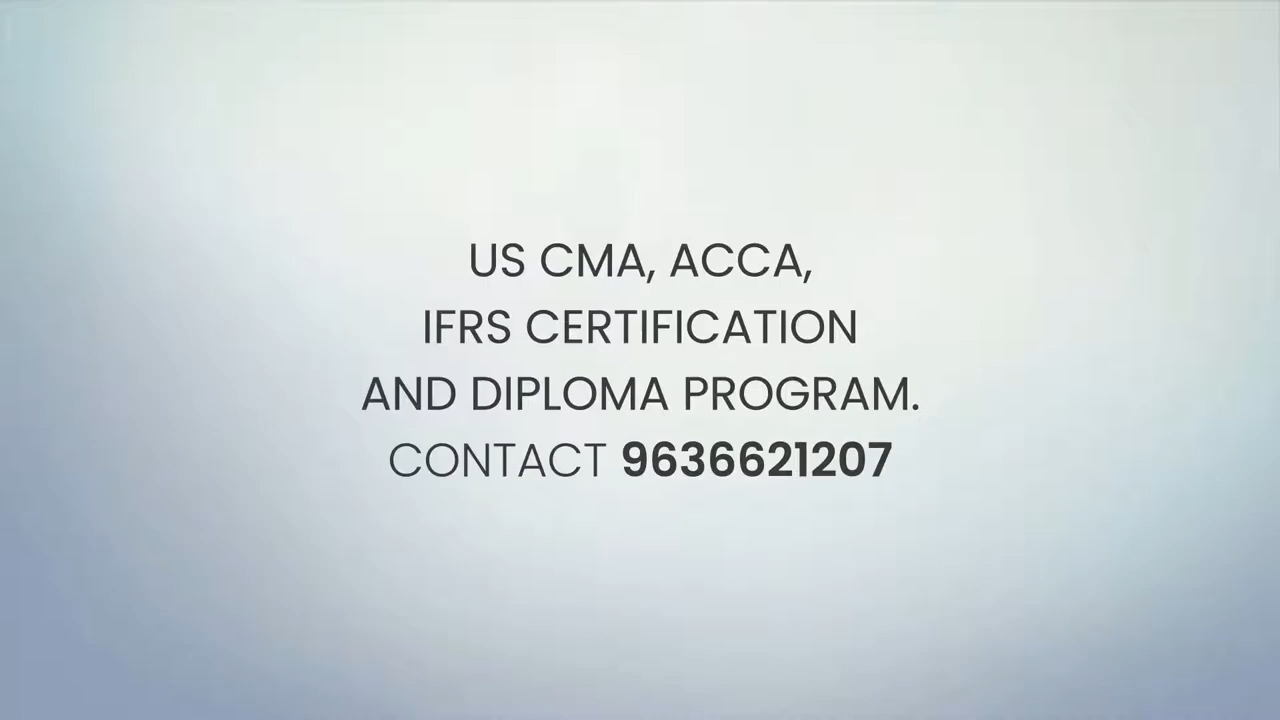 US CMA, ACCA,
IFRS CERTIFICATION
AND DIPLOMA PROGRAM.
CONTACT 9636621207